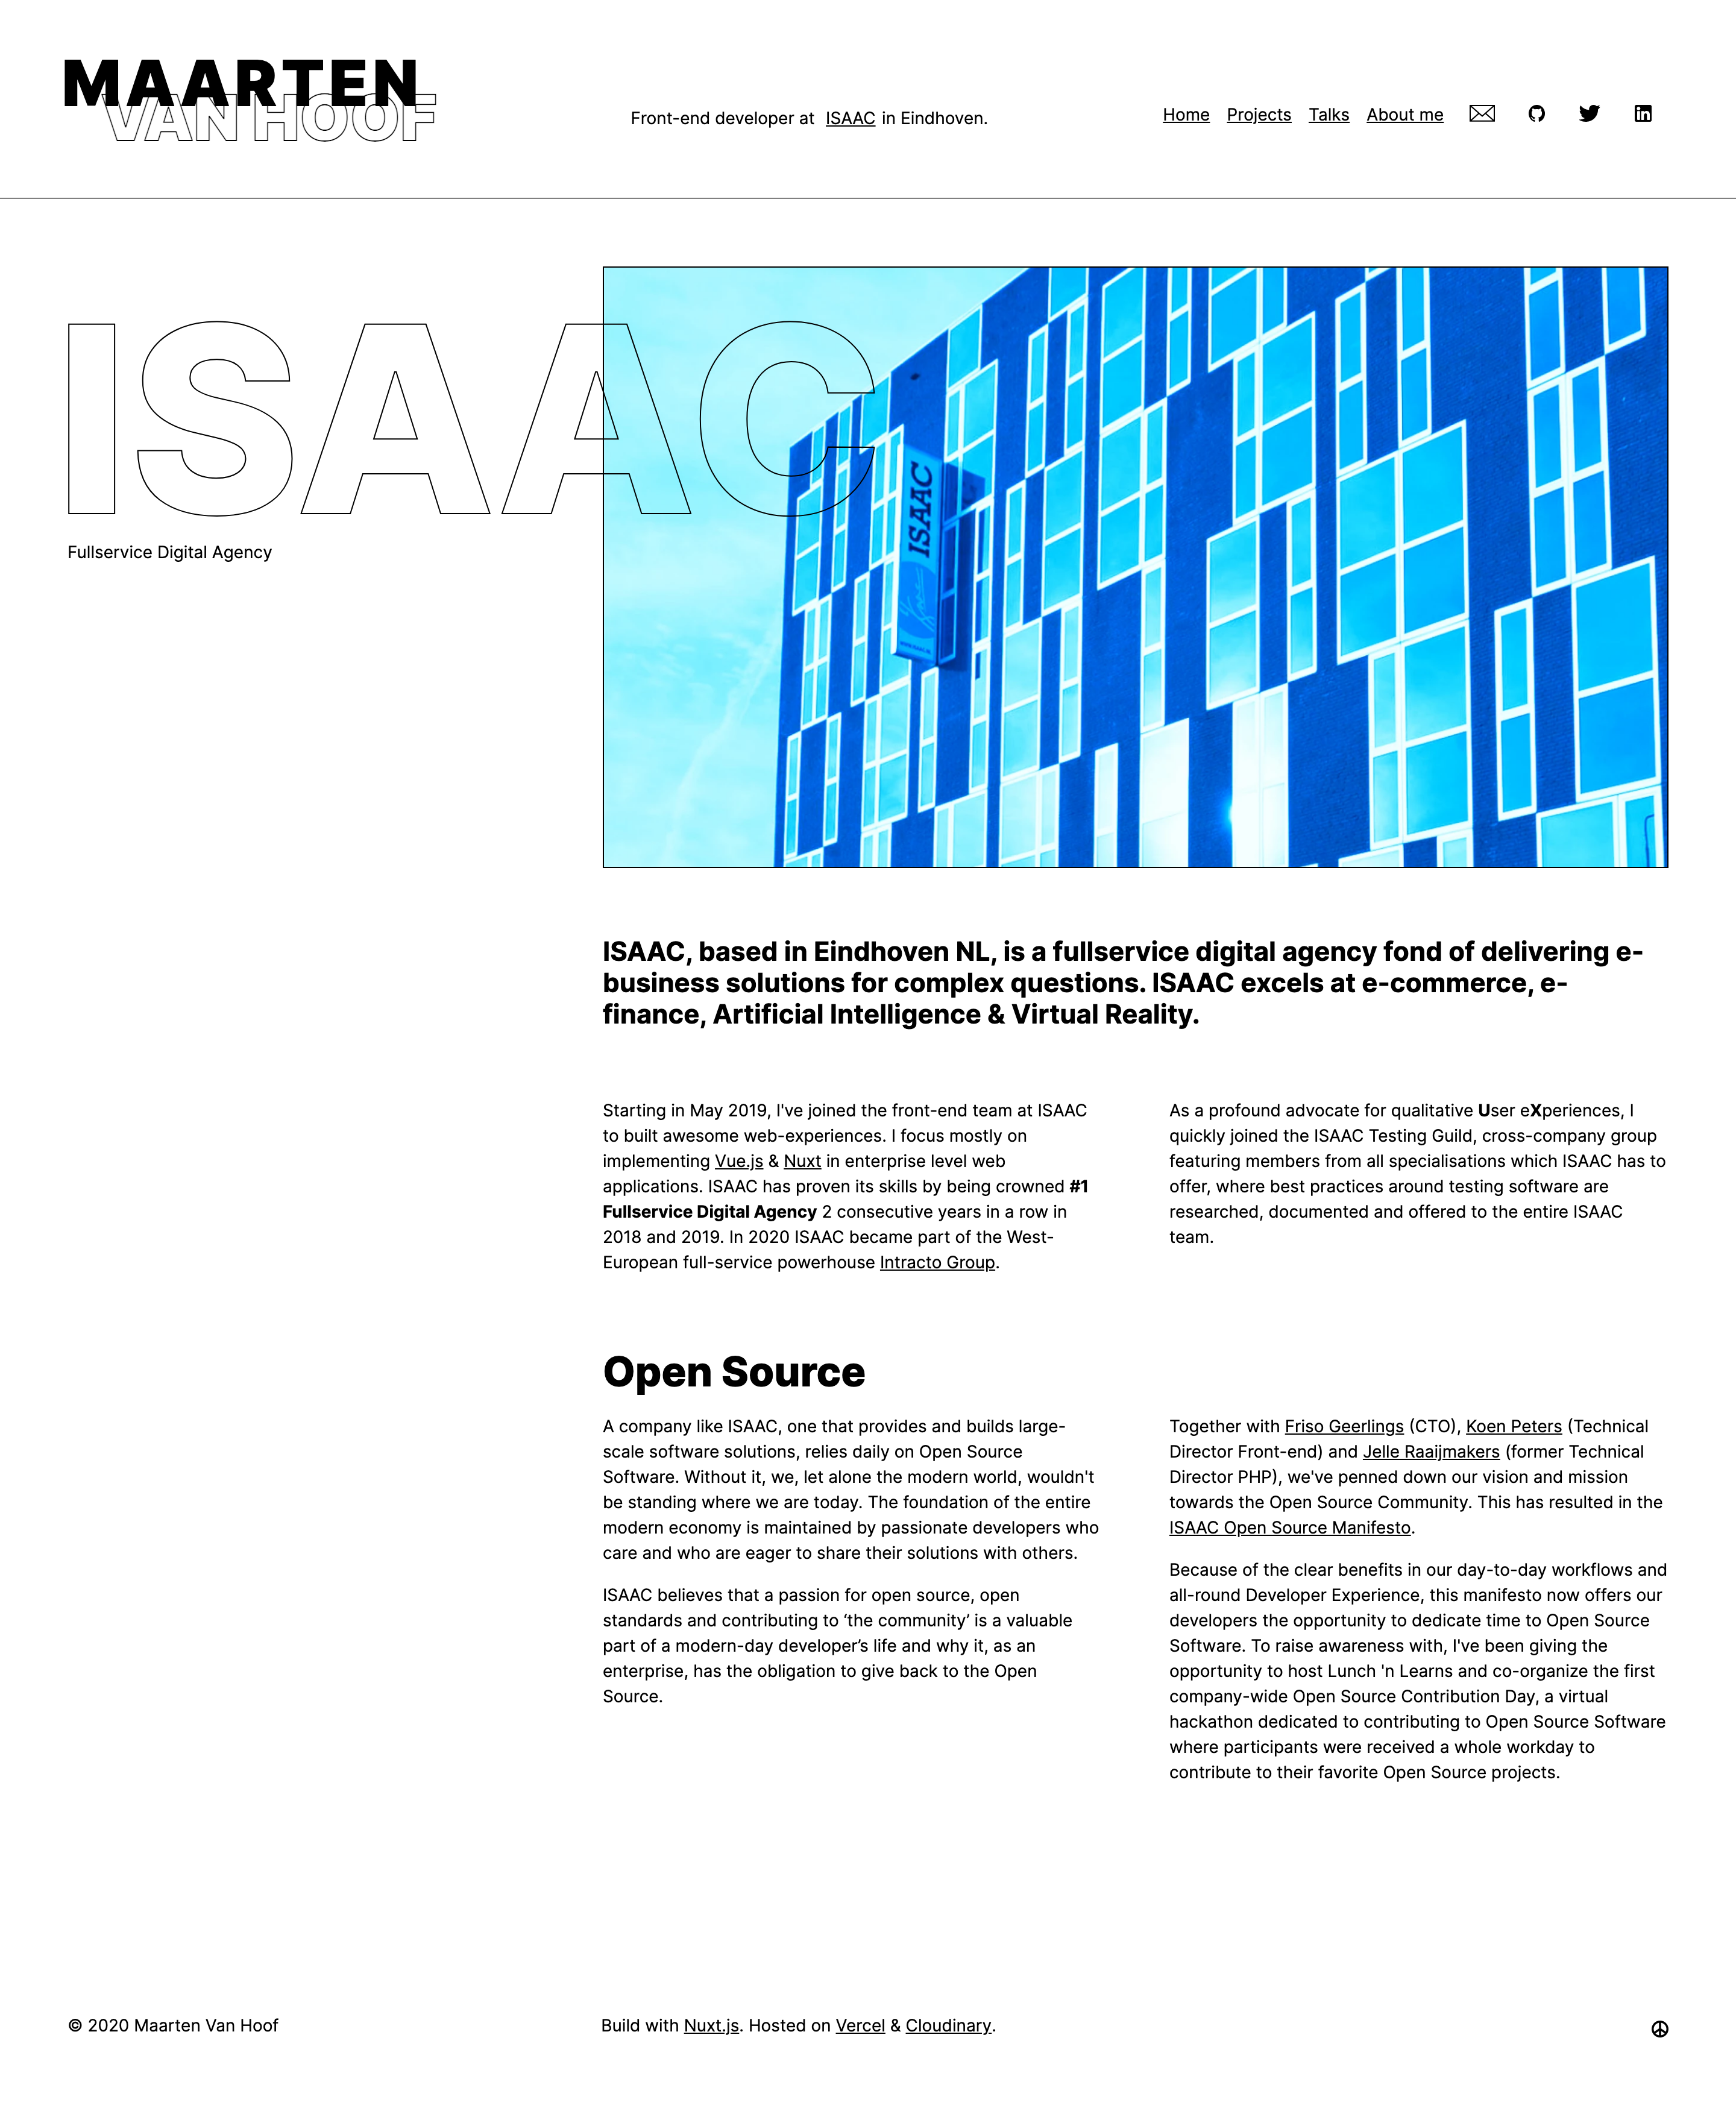 MAARTEN
VAN HOOF
Front-end developer at ISAAC in Eindhoven.
Home Projects Talks About me
ISAAC
Fullservice Digital Agency
ISAAC
ISAAC, based in Eindhoven NL, is a fullservice digital agency fond of delivering e-
business solutions for complex questions. ISAAC excels at e-commerce, e-
finance, Artificial Intelligence & Virtual Reality.
Starting in May 2019, I've joined the front-end team at ISAAC
to built awesome web-experiences. I focus mostly on
implementing Vue.js & Nuxt in enterprise level web
applications. ISAAC has proven its skills by being crowned #1
Fullservice Digital Agency 2 consecutive years in a row in
2018 and 2019. In 2020 ISAAC became part of the West-
European full-service powerhouse Intracto Group.
As a profound advocate for qualitative User eXperiences, I
quickly joined the ISAAC Testing Guild, cross-company group
featuring members from all specialisations which ISAAC has to
offer, where best practices around testing software are
researched, documented and offered to the entire ISAAC
team.
Open Source
A company like ISAAC, one that provides and builds large-
scale software solutions, relies daily on Open Source
Software. Without it, we, let alone the modern world, wouldn't
be standing where we are today. The foundation of the entire
modern economy is maintained by passionate developers who
care and who are eager to share their solutions with others.
ISAAC believes that a passion for open source, open
standards and contributing to ‘the community’ is a valuable
part of a modern-day developer’s life and why it, as an
enterprise, has the obligation to give back to the Open
Source.
Together with Friso Geerlings (CTO), Koen Peters (Technical
Director Front-end) and Jelle Raaijmakers (former Technical
Director PHP), we've penned down our vision and mission
towards the Open Source Community. This has resulted in the
ISAAC Open Source Manifesto.
Because of the clear benefits in our day-to-day workflows and
all-round Developer Experience, this manifesto now offers our
developers the opportunity to dedicate time to Open Source
Software. To raise awareness with, I've been giving the
opportunity to host Lunch 'n Learns and co-organize the first
company-wide Open Source Contribution Day, a virtual
hackathon dedicated to contributing to Open Source Software
where participants were received a whole workday to
contribute to their favorite Open Source projects.
© 2020 Maarten Van Hoof
Build with Nuxt.js. Hosted on Vercel & Cloudinary.